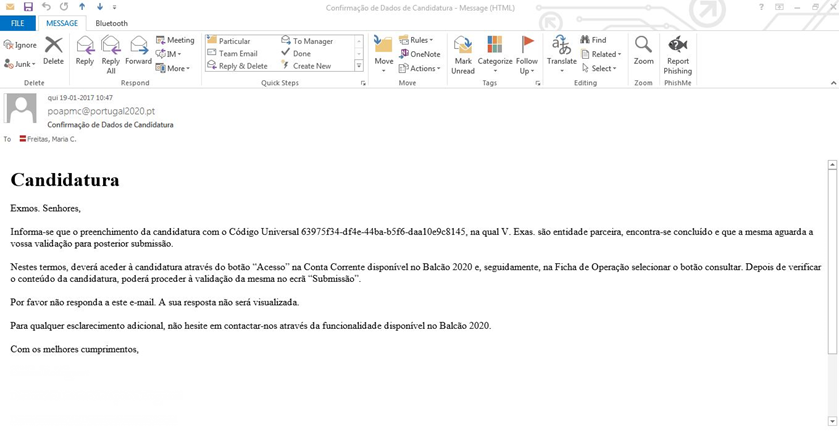 Confirmação de Dados de Candidatura - Message (HTML)
FILE MESSAGE Bluetooth
Ignore
Junk
Delete
Delete
Reply
Reply All
Forward
Meeting
IM
More
Respond
Particular
Team Email
Reply & Delete
To Manager
Done
Create New
Quick Steps
Move
Rules
OneNote
Actions
Move
Mark Unread
Categorize
Follow Up
Tags
Translate
Find
Related
Select
Editing
Zoom
Zoom
Report Phishing
PhishMe
qui 19-01-2017 10:47
poapmc@portugal2020.pt
Confirmação de Dados de Candidatura
To Freitas, Maria C.
Candidatura
Exmos. Senhores,
Informa-se que o preenchimento da candidatura com o Código Universal 63975f34-df4e-44ba-b5f6-daa10e9c8145, na qual V. Exas. são entidade parceira, encontra-se concluído e que a mesma aguarda a
vossa validação para posterior submissão.
Nestes termos, deverá aceder à candidatura através do botão “Acesso” na Conta Corrente disponível no Balcão 2020 e, seguidamente, na Ficha de Operação selecionar o botão consultar. Depois de verificar
o conteúdo da candidatura, poderá proceder à validação da mesma no ecrã “Submissão”.
Por favor não responda a este e-mail. A sua resposta não será visualizada.
Para qualquer esclarecimento adicional, não hesite em contactar-nos através da funcionalidade disponível no Balcão 2020.
Com os melhores cumprimentos,